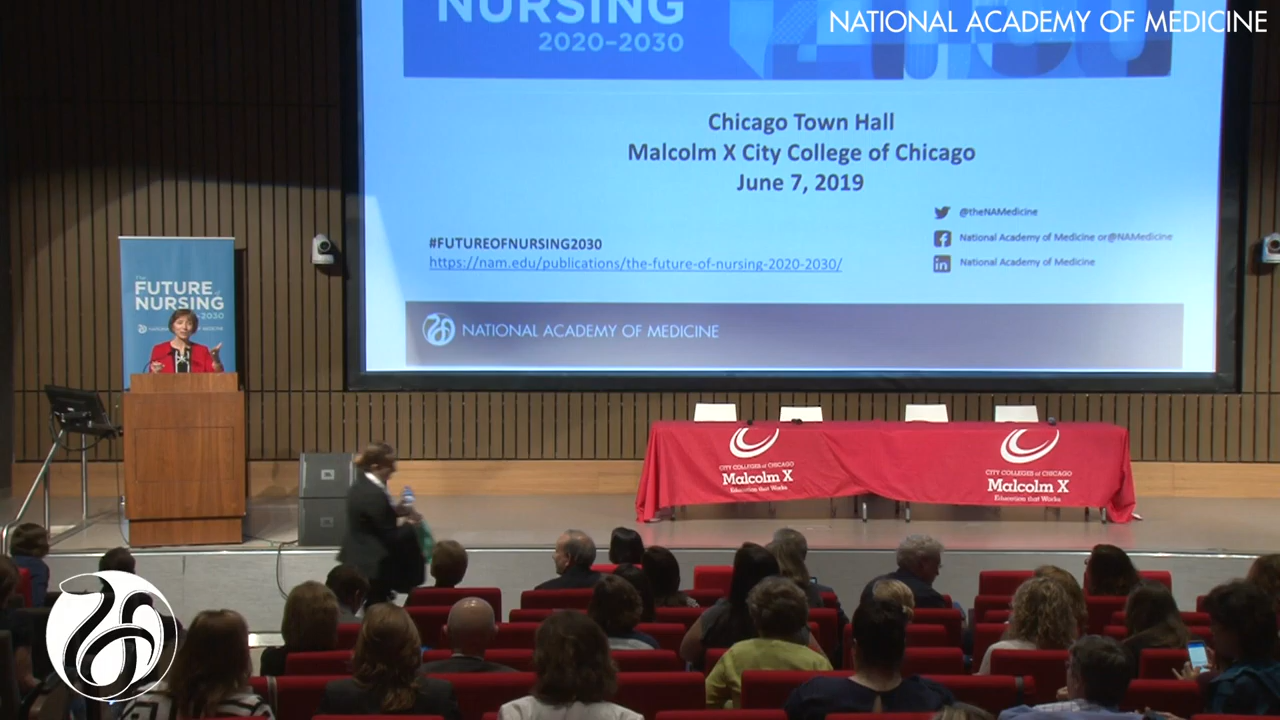 NATIONAL ACADEMY OF MEDICINE
NURSING
2020–2030
Chicago Town Hall
Malcolm X City College of Chicago
June 7, 2019
@theNAMedicine
#FUTUREOFNURSING2030
National Academy of Medicine or@NAMedicine
https://nam.edu/publications/the-future-of-nursing-2020-2030/
National Academy of Medicine
NATIONAL ACADEMY OF MEDICINE
The
FUTURE of
NURSING
-2030
CITY COLLEGES of CHICAGO
Malcolm X
Education that Works
CITY COLLEGES of CHICAGO
Malcolm X
Education that Works